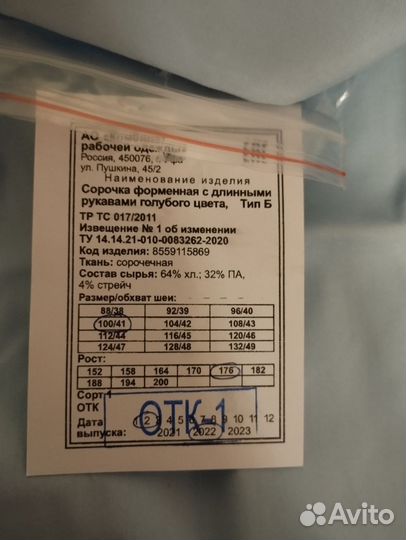 АО
рабочей одежды
Россия, 450076, г. Уфа
ул. Пушкина, 45/2
Наименование изделия
Сорочка форменная с длинными
рукавами голубого цвета, Тип Б
ТР ТС 017/2011
Извещение № 1 об изменении
ТУ 14.14.21-010-0083262-2020
Код изделия: 8559115869
Ткань: сорочечная
Состав сырья: 64% хл.; 32% ПА,
4% стрейч
Размер/обхват шеи:
88/38 92/39 96/40
100/41 104/42 108/43
112/44 116/45 120/46
124/47 128/48 132/49
Рост:
152 158 164 170 176 182
188 194 200
Сорт 1
ОТК ОТК-1
Дата 2 3 4 5 6 7 8 9 10 11 12
выпуска: 2021 2022 2023
Avito